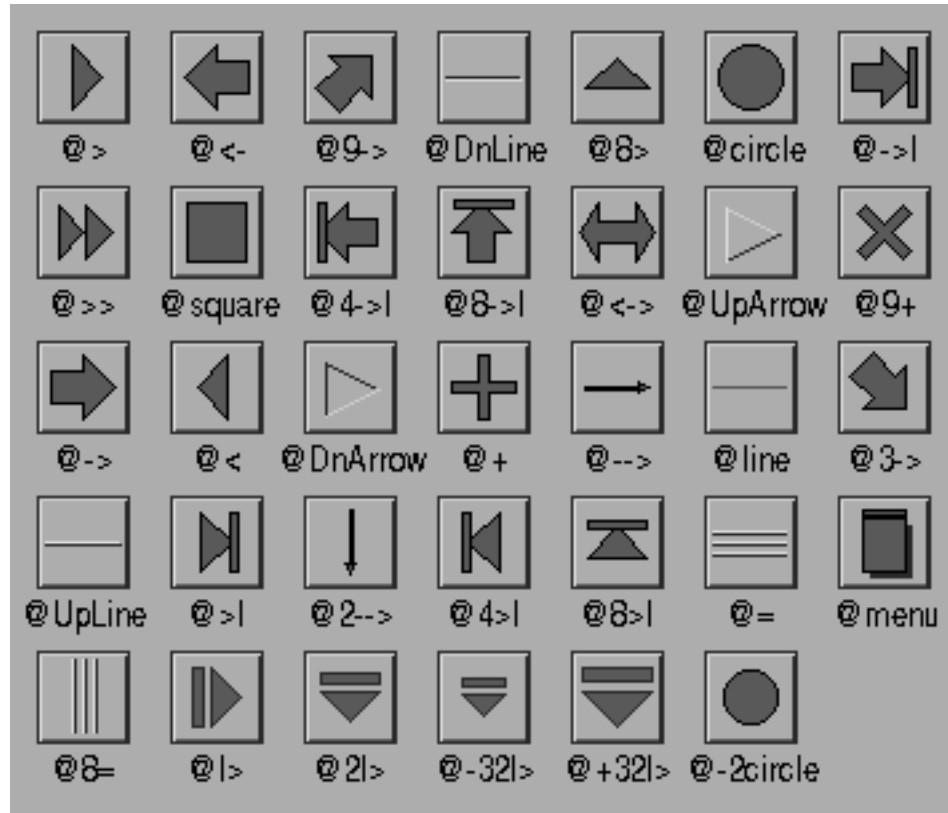 @> @<- @9-> @DnLine @8> @circle @->|
@>> @square @4->| @8->| @<-> @UpArrow @9+
@-> @< @DnArrow @+ @--> @line @3->
@UpLine @>| @2--> @4>| @8>| @= @menu
@8= @|> @2|> @-32|> @+32|> @-2circle